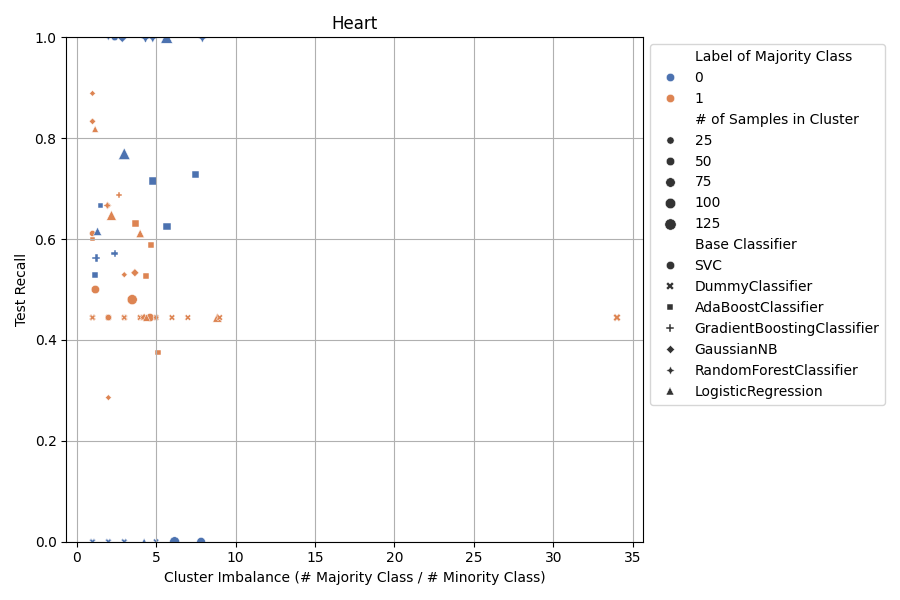 Heart
1.0
0.8
0.6
0.4
0.2
0.0
Test Recall
0 5 10 15 20 25 30 35
Cluster Imbalance (# Majority Class / # Minority Class)
Label of Majority Class
0
1
# of Samples in Cluster
25
50
75
100
125
Base Classifier
SVC
DummyClassifier
AdaBoostClassifier
GradientBoostingClassifier
GaussianNB
RandomForestClassifier
LogisticRegression